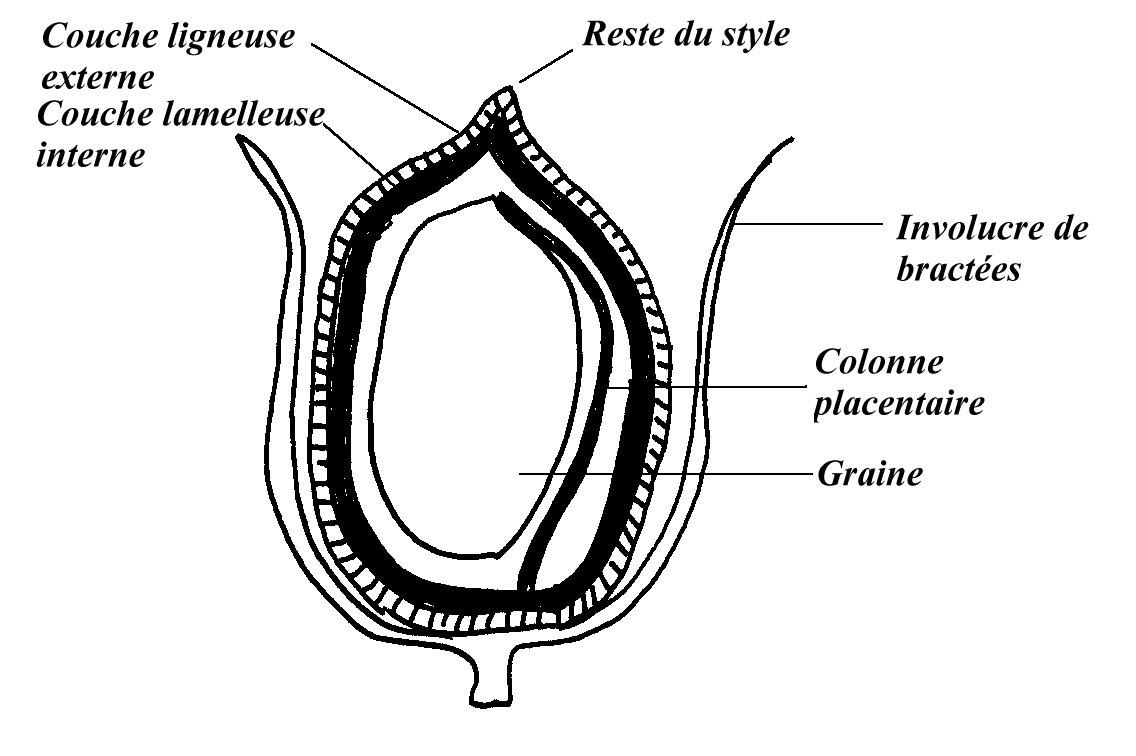 Couche ligneuse
externe
Couche lamelleuse
interne
Reste du style
Involucre de
bractées
Colonne
placentaire
Graine